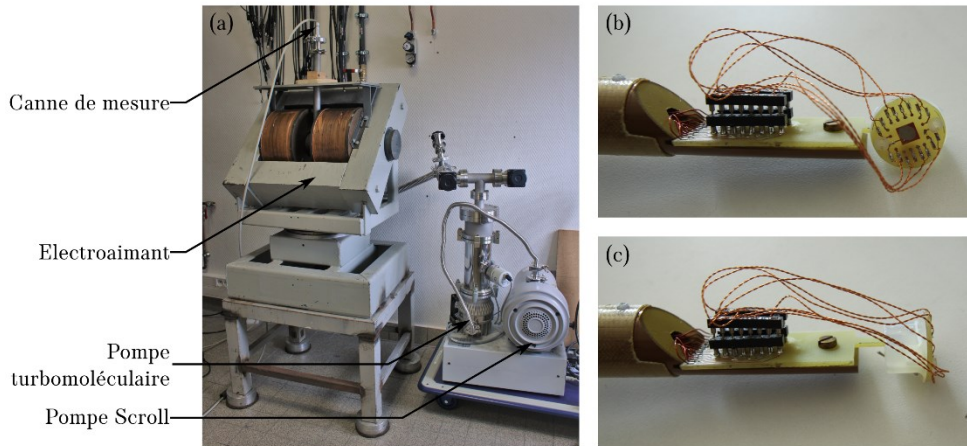 (a)
Canne de mesure
Electroaimant
Pompe
turbomoléculaire
Pompe Scroll
(b)
(c)